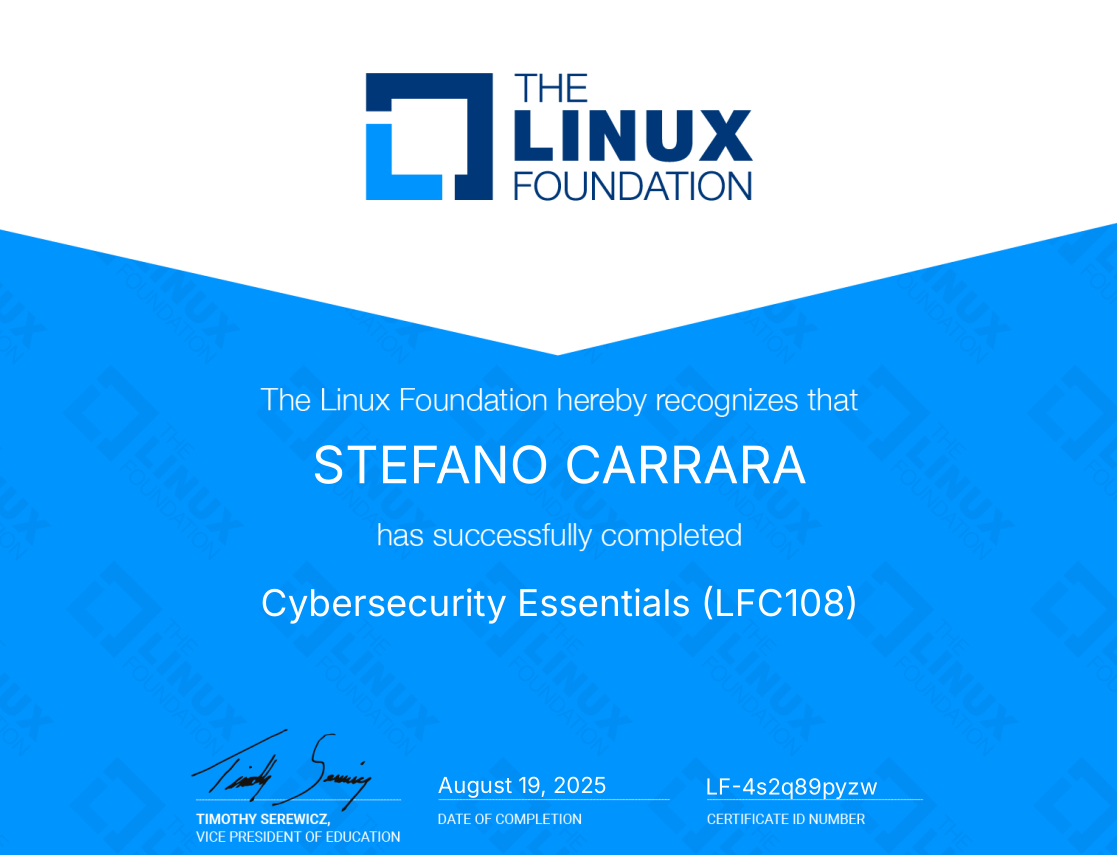 THE
LINUX
FOUNDATION
The Linux Foundation hereby recognizes that
STEFANO CARRARA
has successfully completed
Cybersecurity Essentials (LFC108)
Timothy Serewicz
August 19, 2025
LF-4s2q89pyzw
TIMOTHY SEREWICZ,
DATE OF COMPLETION
CERTIFICATE ID NUMBER
VICE PRESIDENT OF EDUCATION